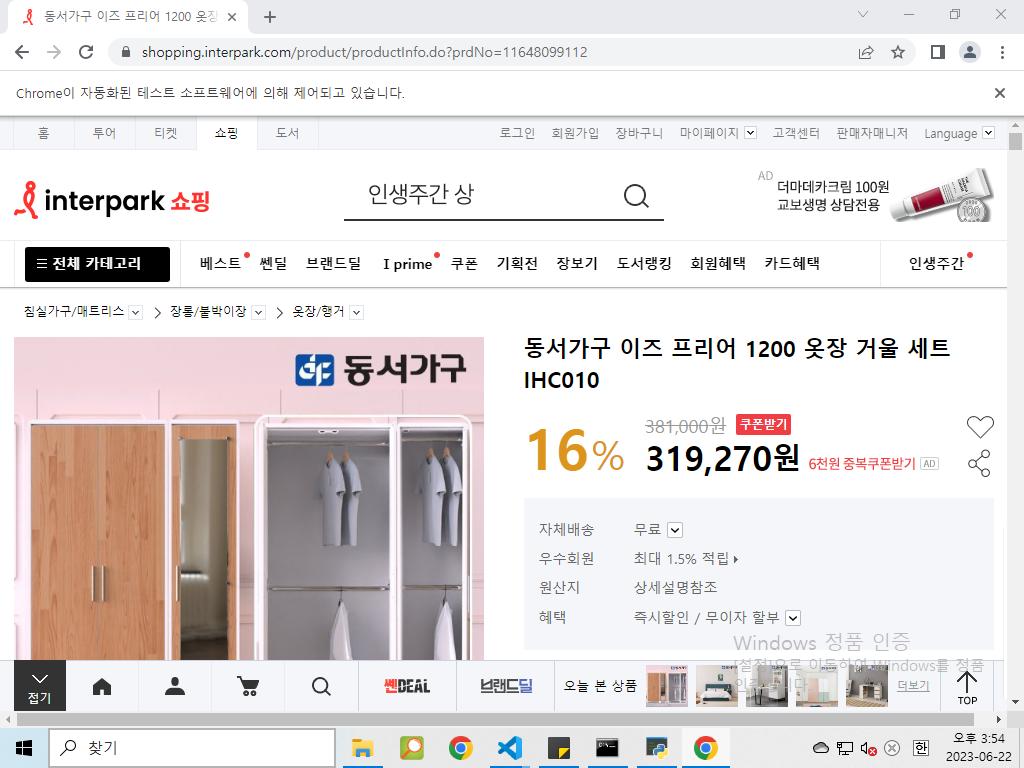 동서가구 이즈 프리어 1200 옷장
shopping.interpark.com/product/productInfo.do?prdNo=11648099112
Chrome이 자동화된 테스트 소프트웨어에 의해 제어되고 있습니다.
홈 투어 티켓 쇼핑 도서 로그인 회원가입 장바구니 마이페이지 고객센터 판매자매니저 Language
interpark 쇼핑
인생주간 상
AD
더마데카크림 100원
교보생명 상담전용
100
전체 카테고리 베스트 쎈딜 브랜드딜 I prime 쿠폰 기획전 장보기 도서랭킹 회원혜택 카드혜택 인생주간
침실가구/매트리스 장롱/붙박이장 옷장/행거
동서가구
동서가구 이즈 프리어 1200 옷장 거울 세트
IHC010
16%
381,000원 쿠폰받기
319,270원 6천원 중복쿠폰받기 AD
자체배송 무료
우수회원 최대 1.5% 적립
원산지 상세설명참조
혜택 즉시할인 / 무이자 할부
Windows 정품 인증
[설정]으로 이동하여 Windows를 정품
접기
쎈DEAL
브랜드딜
오늘 본 상품
더보기
TOP
찾기
한
오후 3:54
2023-06-22